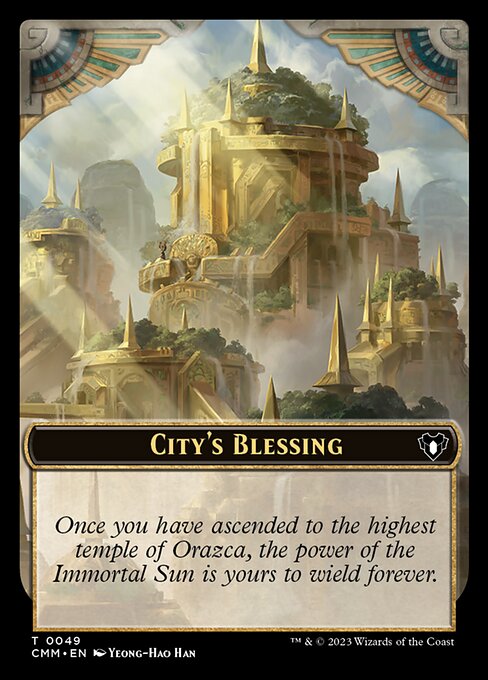 City's Blessing
Once you have ascended to the highest
temple of Orazca, the power of the
Immortal Sun is yours to wield forever.
T 0049
CMM • EN Yeong-Hao Han
™ & © 2023 Wizards of the Coast